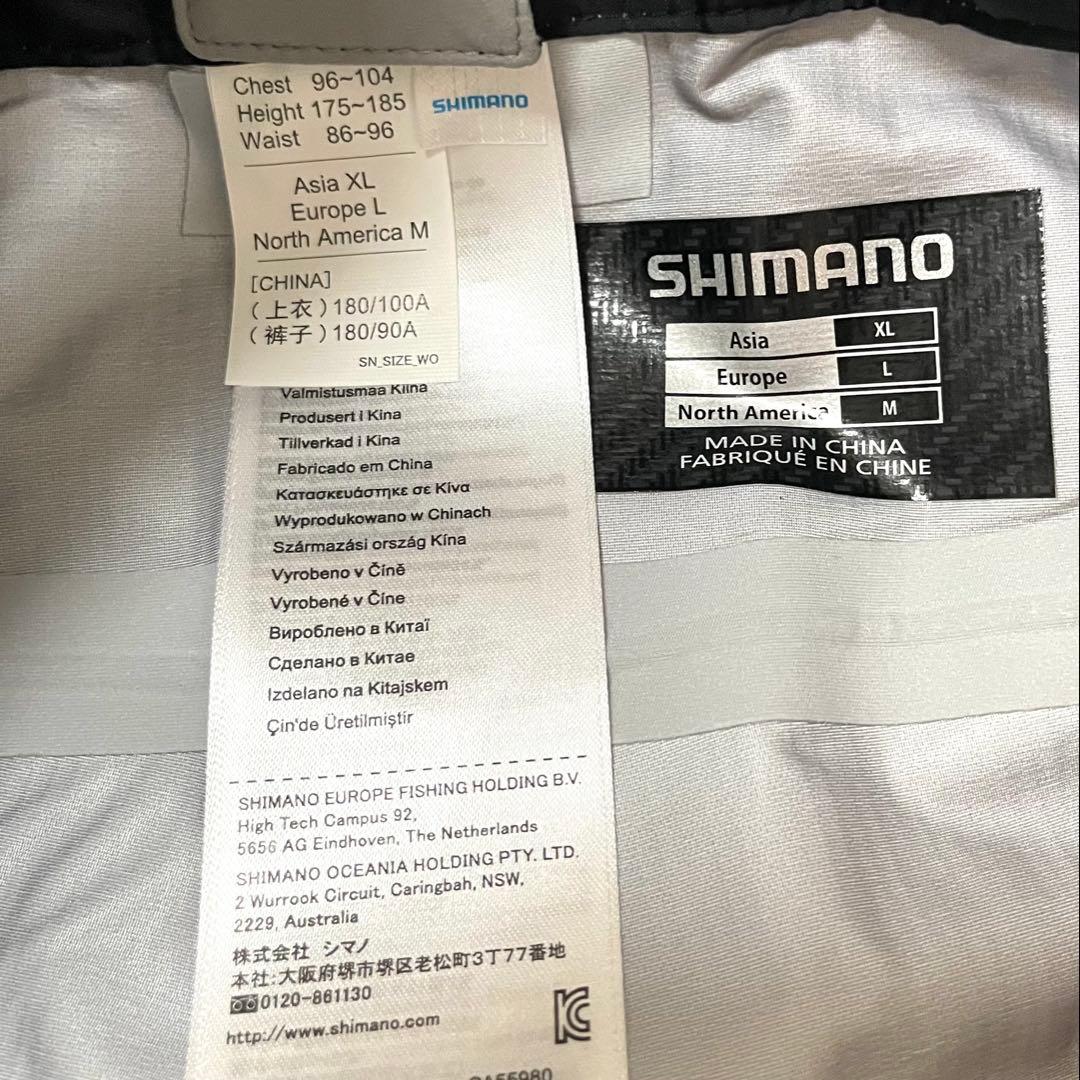 Chest 96~104
Height 175~185
Waist 86~96
Asia XL
Europe L
North America M
[CHINA]
(上衣)180/100A
(裤子)180/90A
SN_SIZE_WO
SHIMANO
Valmistusmaa Kiina
Produsert i Kina
Tillverkad i Kina
Fabricado em China
Κατασκευάστηκε σε Κίνα
Wyprodukowano w Chinach
Származási ország Kína
Vyrobeno v Číně
Vyrobené v Číne
Вироблено в Китаї
Сделано в Китае
Izdelano na Kitajskem
Çin'de Üretilmiştir
SHIMANO EUROPE FISHING HOLDING B.V.
High Tech Campus 92,
5656 AG Eindhoven, The Netherlands
SHIMANO OCEANIA HOLDING PTY. LTD.
2 Wurrook Circuit, Caringbah, NSW,
2229, Australia
株式会社 シマノ
本社:大阪府堺市堺区老松町3丁77番地
0120-861130
http://www.shimano.com
SHIMANO
Asia XL
Europe L
North America M
MADE IN CHINA
FABRIQUÉ EN CHINE